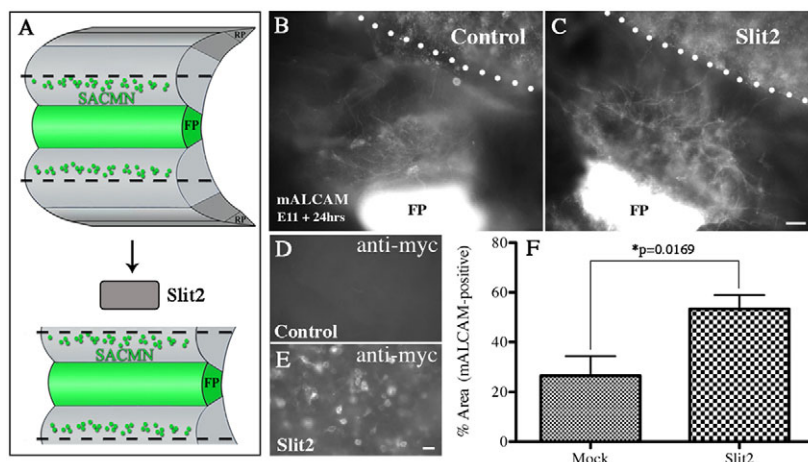 A
RP
SACMN
FP
RP
Slit2
SACMN
FP
B
Control
mALCAM
E11 + 24hrs
FP
C
Slit2
FP
D
anti-myc
Control
E
anti-myc
Slit2
F
*p=0.0169
% Area (mALCAM-positive)
80
60
40
20
0
Mock
Slit2